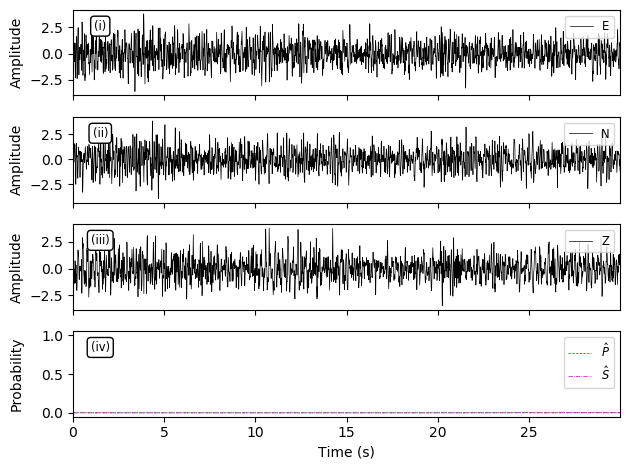 (i)
E
2.5
0.0
−2.5
Amplitude
(ii)
N
2.5
0.0
−2.5
Amplitude
(iii)
Z
2.5
0.0
−2.5
Amplitude
(iv)
P̂
Ŝ
1.0
0.5
0.0
Probability
0 5 10 15 20 25
Time (s)